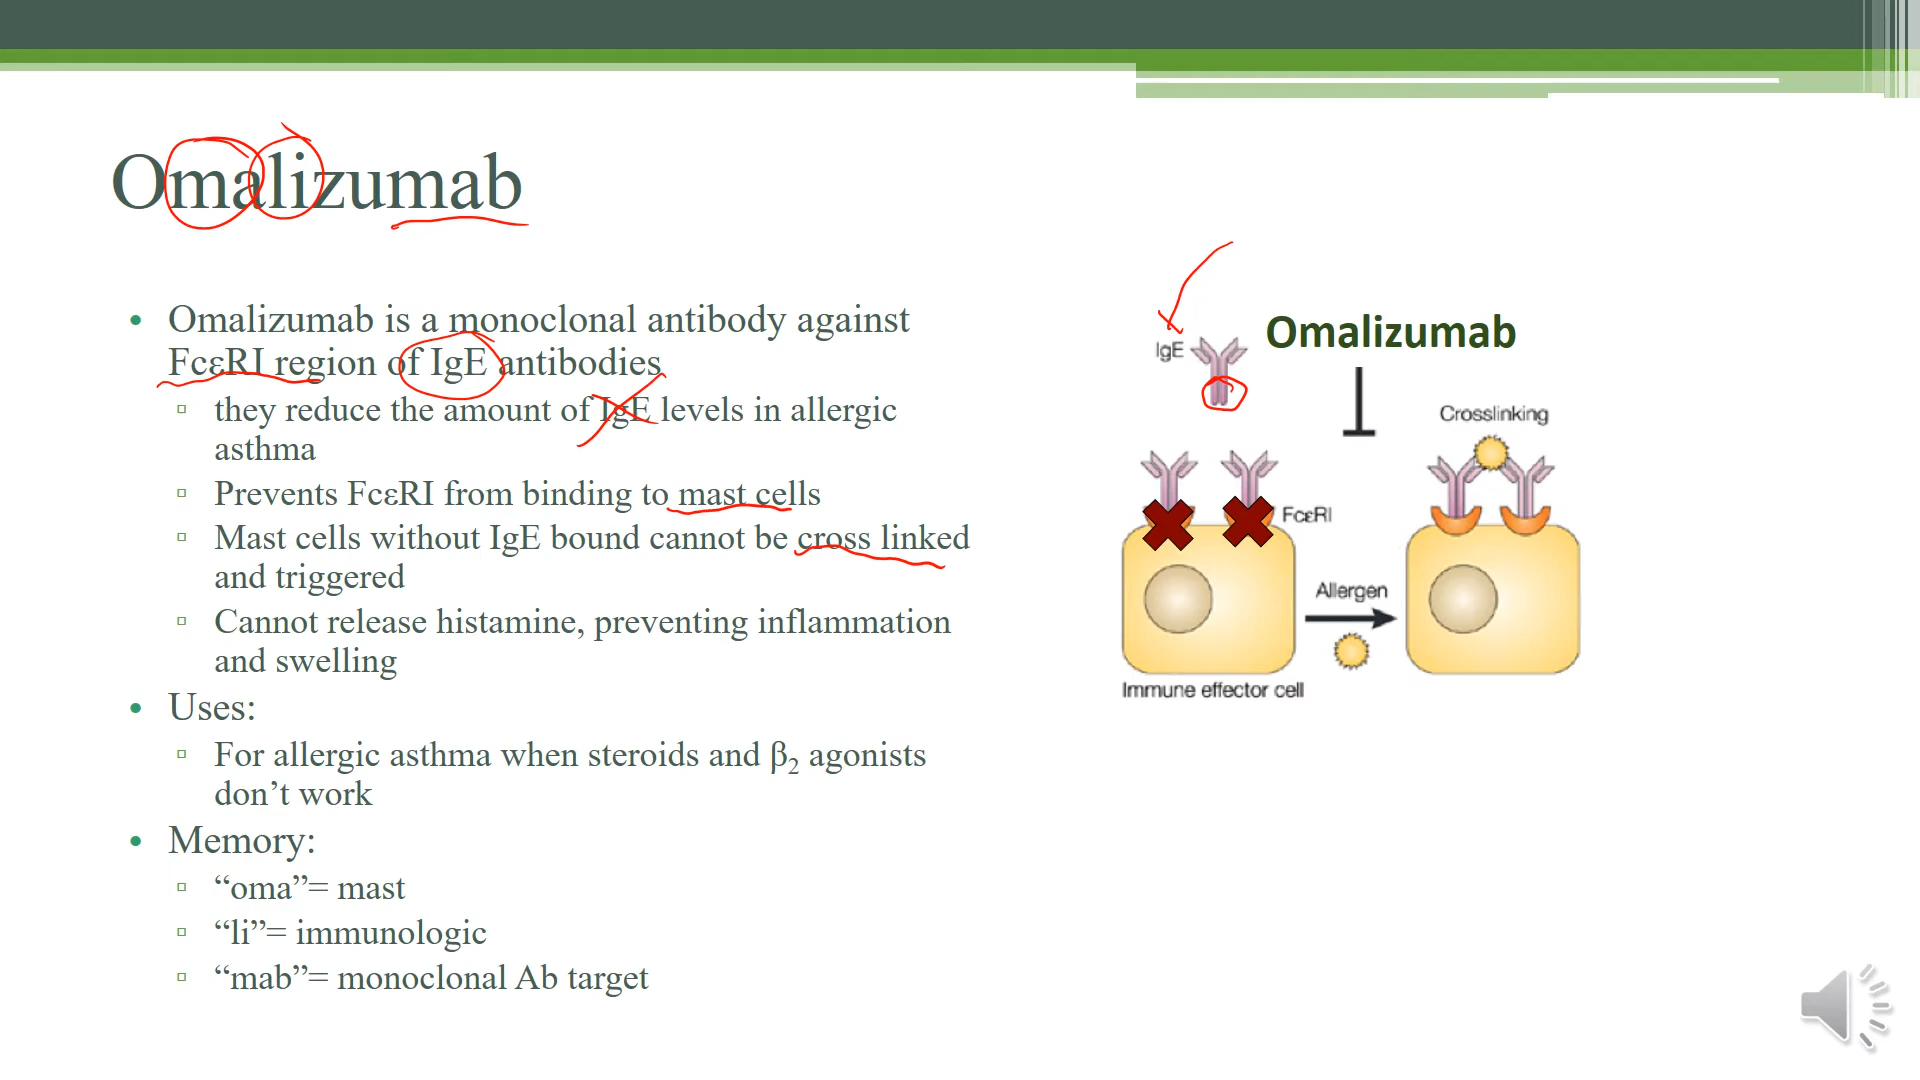 Omalizumab
• Omalizumab is a monoclonal antibody against
FcεRI region of IgE antibodies
▫ they reduce the amount of IgE levels in allergic
asthma
▫ Prevents FcεRI from binding to mast cells
▫ Mast cells without IgE bound cannot be cross linked
and triggered
▫ Cannot release histamine, preventing inflammation
and swelling
• Uses:
▫ For allergic asthma when steroids and β₂ agonists
don’t work
• Memory:
▫ “oma”= mast
▫ “li”= immunologic
▫ “mab”= monoclonal Ab target
Omalizumab
IgE
Crosslinking
FcεRI
Allergen
Immune effector cell